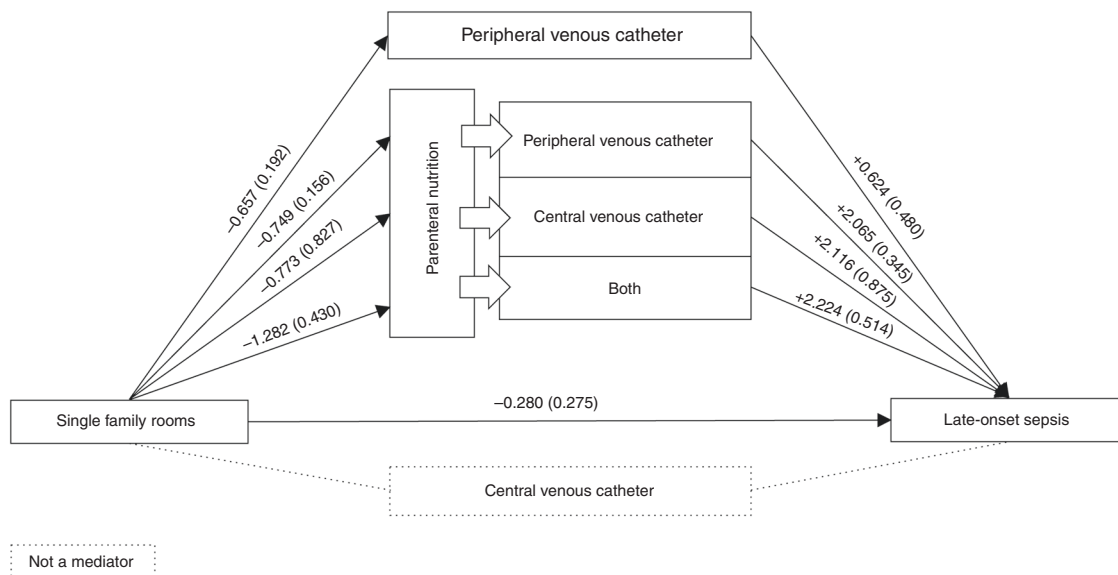 Peripheral venous catheter
Parenteral nutrition
Peripheral venous catheter
Central venous catheter
Both
−0.657 (0.192)
−0.749 (0.156)
−0.773 (0.827)
−1.282 (0.430)
+0.624 (0.480)
+2.065 (0.345)
+2.116 (0.875)
+2.224 (0.514)
Single family rooms
−0.280 (0.275)
Late-onset sepsis
Central venous catheter
Not a mediator